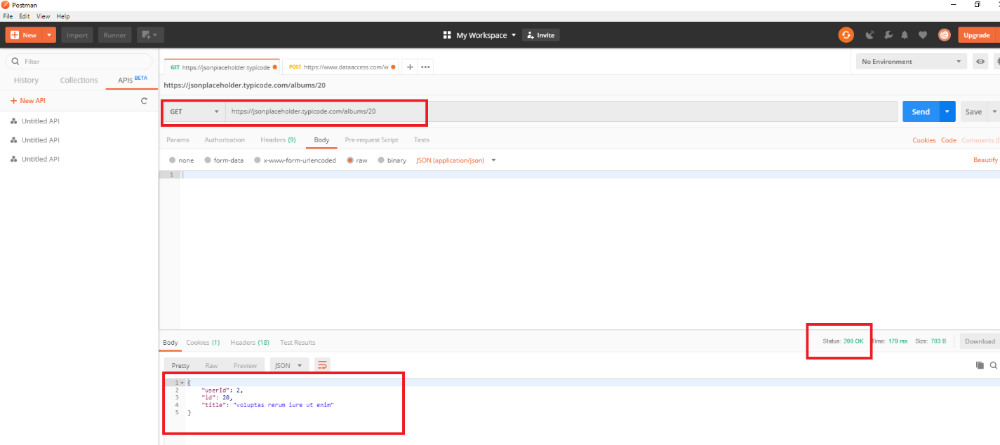 Postman
File Edit View Help
New Import Runner My Workspace Invite Upgrade
Filter
History Collections APIs BETA
New API
Untitled API
Untitled API
Untitled API
GET https://jsonplaceholder.typicode POST https://www.dataaccess.com/w + ••• No Environment
https://jsonplaceholder.typicode.com/albums/20
GET https://jsonplaceholder.typicode.com/albums/20 Send Save
Params Authorization Headers (9) Body Pre-request Script Tests Cookies Code Comments (0
none form-data x-www-form-urlencoded raw binary JSON (application/json) Beautify
1
Body Cookies (1) Headers (18) Test Results Status: 200 OK Time: 179 ms Size: 703 B Download
Pretty Raw Preview JSON
1 {
2 "userId": 2,
3 "id": 20,
4 "title": "voluptas rerum iure ut enim"
5 }